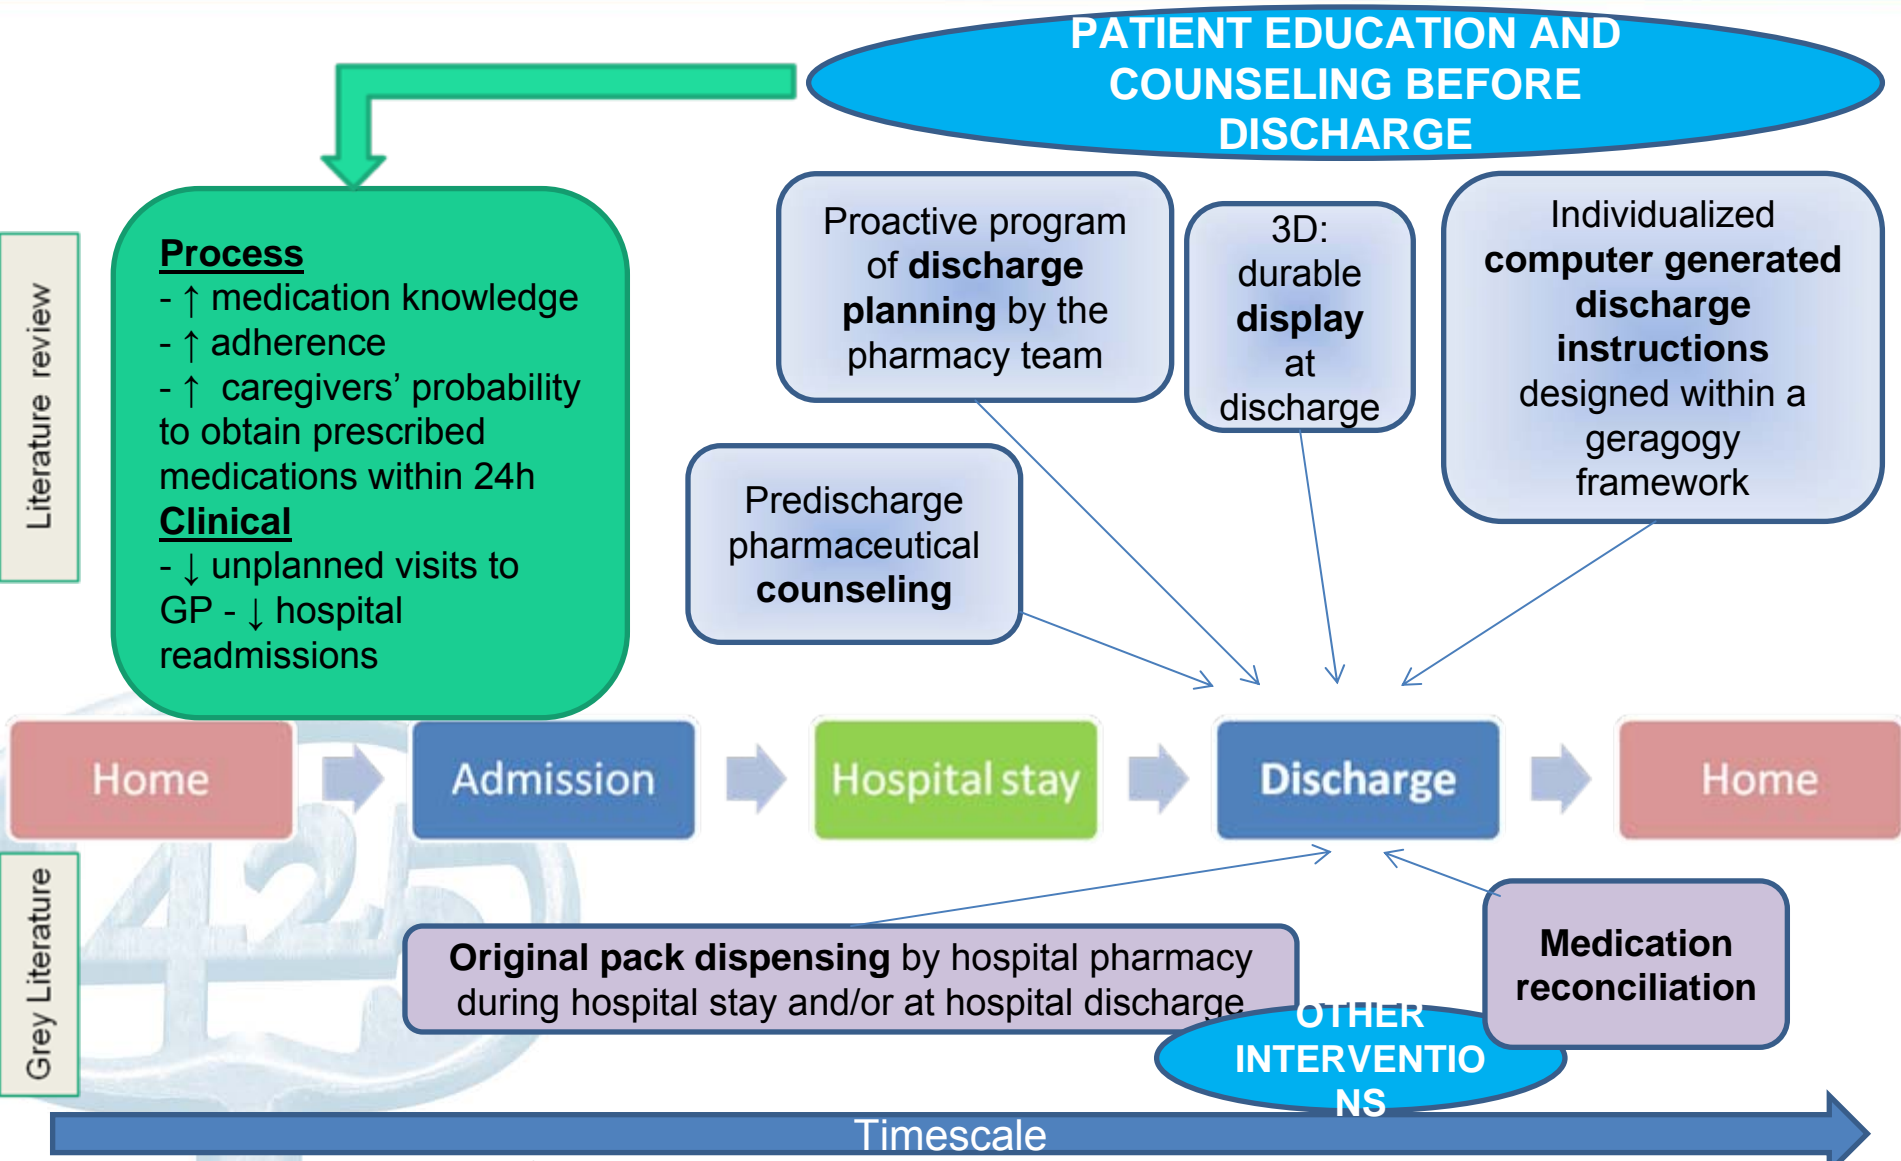 PATIENT EDUCATION AND
COUNSELING BEFORE
DISCHARGE
Literature review
Process
- ↑ medication knowledge
- ↑ adherence
- ↑ caregivers’ probability
to obtain prescribed
medications within 24h
Clinical
- ↓ unplanned visits to
GP - ↓ hospital
readmissions
Proactive program
of discharge
planning by the
pharmacy team
3D:
durable
display
at
discharge
Individualized
computer generated
discharge
instructions
designed within a
geragogy
framework
Predischarge
pharmaceutical
counseling
Home
Admission
Hospital stay
Discharge
Home
Grey Literature
Original pack dispensing by hospital pharmacy
during hospital stay and/or at hospital discharge
Medication
reconciliation
OTHER
INTERVENTIO
NS
Timescale
1425